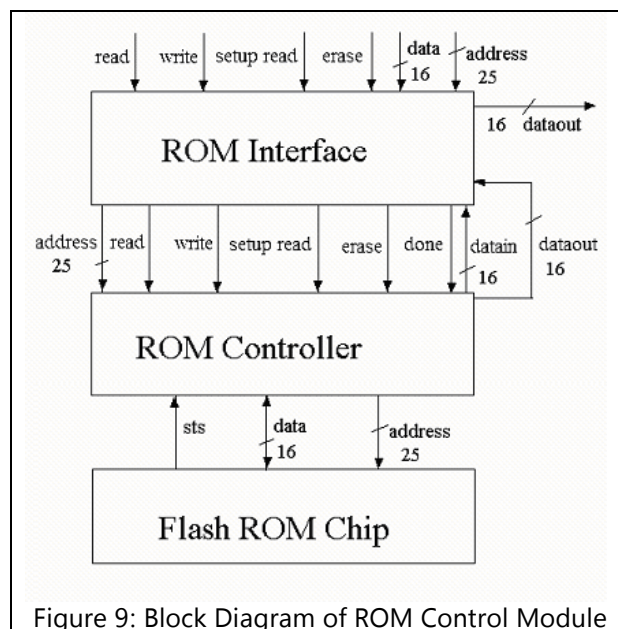 read write setup read erase data address
16 25
16 dataout
ROM Interface
address read write setup read erase done datain dataout
25 16 16
ROM Controller
sts data address
16 25
Flash ROM Chip
Figure 9: Block Diagram of ROM Control Module